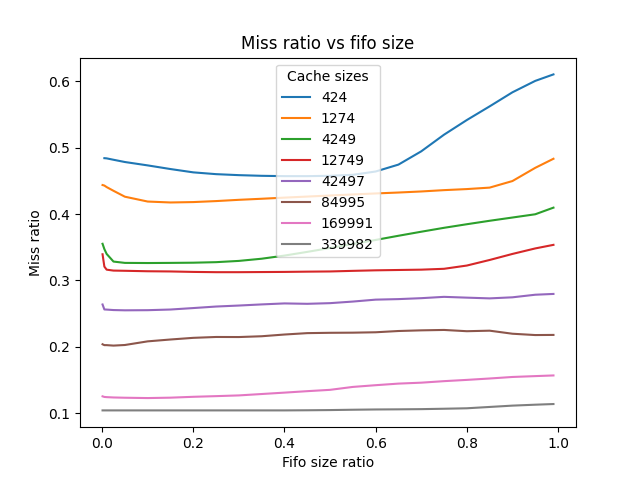 Miss ratio vs fifo size
Cache sizes
424
1274
4249
12749
42497
84995
169991
339982
Miss ratio
0.6
0.5
0.4
0.3
0.2
0.1
0.0 0.2 0.4 0.6 0.8 1.0
Fifo size ratio